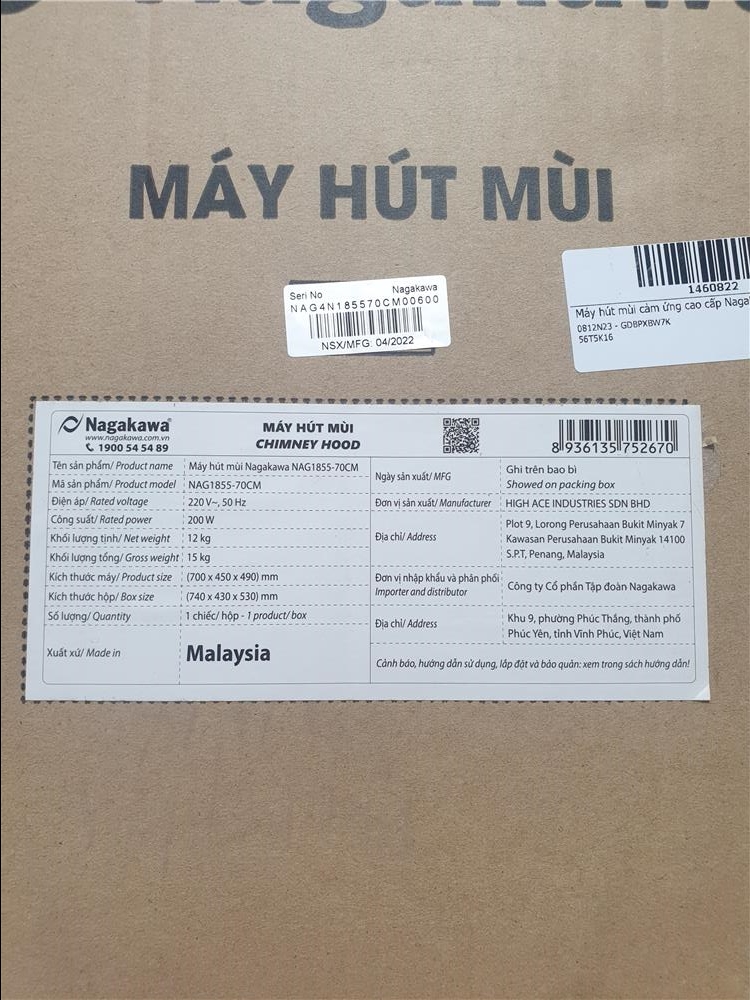 MÁY HÚT MÙI
Seri No Nagakawa
NAG4N185570CM00600
NSX/MFG: 04/2022
1460822
Máy hút mùi cảm ứng cao cấp
0812N23 - GD8PXBW7K
56T5K16
Nagakawa
www.nagakawa.com.vn
1900 54 54 89
MÁY HÚT MÙI
CHIMNEY HOOD
8 936135 752670
Tên sản phẩm/ Product name Máy hút mùi Nagakawa NAG1855-70CM
Mã sản phẩm/ Product model NAG1855-70CM
Điện áp/ Rated voltage 220 V~, 50 Hz
Công suất/ Rated power 200 W
Khối lượng tịnh/ Net weight 12 kg
Khối lượng tổng/ Gross weight 15 kg
Kích thước máy/ Product size (700 x 450 x 490) mm
Kích thước hộp/ Box size (740 x 430 x 530) mm
Số lượng/ Quantity 1 chiếc/ hộp - 1 product/ box
Xuất xứ/ Made in Malaysia
Ngày sản xuất/ MFG Ghi trên bao bì
Showed on packing box
Đơn vị sản xuất/ Manufacturer HIGH ACE INDUSTRIES SDN BHD
Địa chỉ/ Address Plot 9, Lorong Perusahaan Bukit Minyak 7
Kawasan Perusahaan Bukit Minyak 14100
S.P.T, Penang, Malaysia
Đơn vị nhập khẩu và phân phối
Importer and distributor Công ty Cổ phần Tập đoàn Nagakawa
Địa chỉ/ Address Khu 9, phường Phúc Thắng, thành phố
Phúc Yên, tỉnh Vĩnh Phúc, Việt Nam
Cảnh báo, hướng dẫn sử dụng, lắp đặt và bảo quản: xem trong sách hướng dẫn!